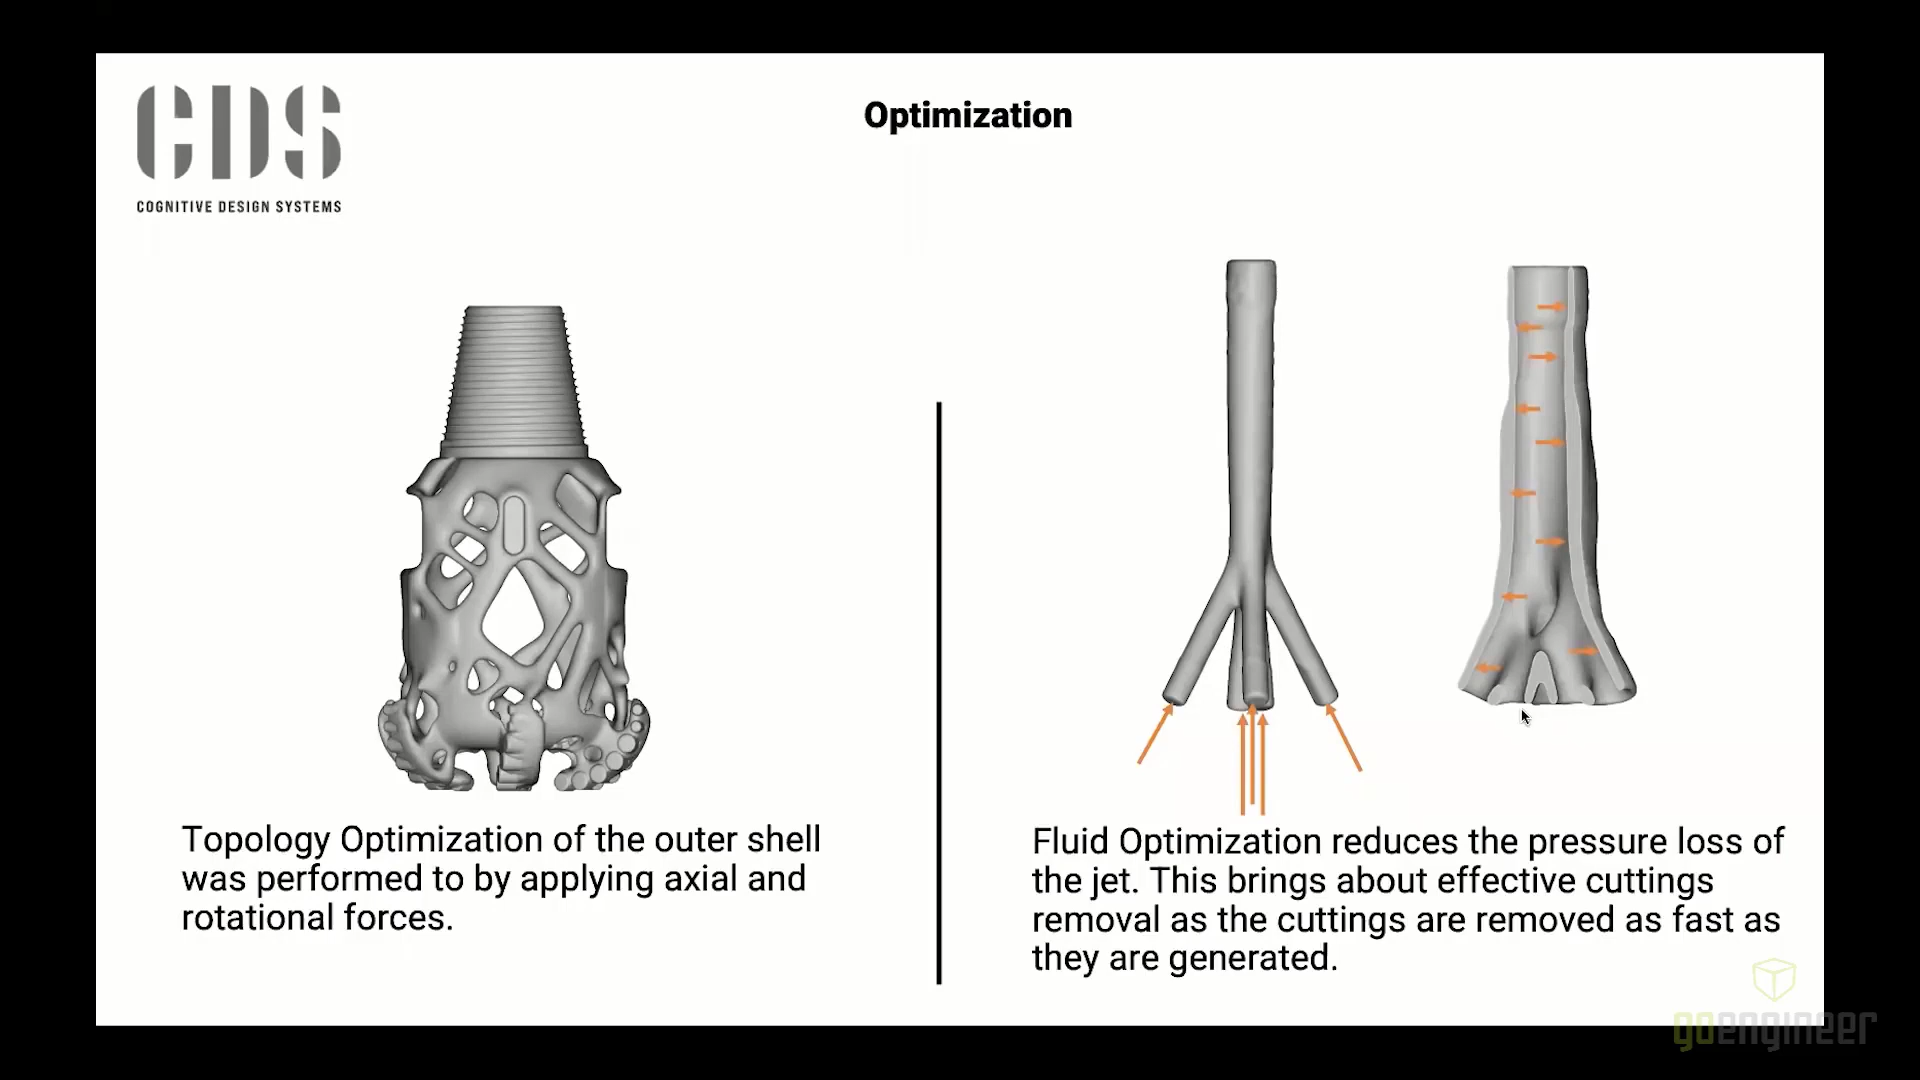 CDS
COGNITIVE DESIGN SYSTEMS
Optimization
Topology Optimization of the outer shell
was performed to by applying axial and
rotational forces.
Fluid Optimization reduces the pressure loss of
the jet. This brings about effective cuttings
removal as the cuttings are removed as fast as
they are generated.
goengineer